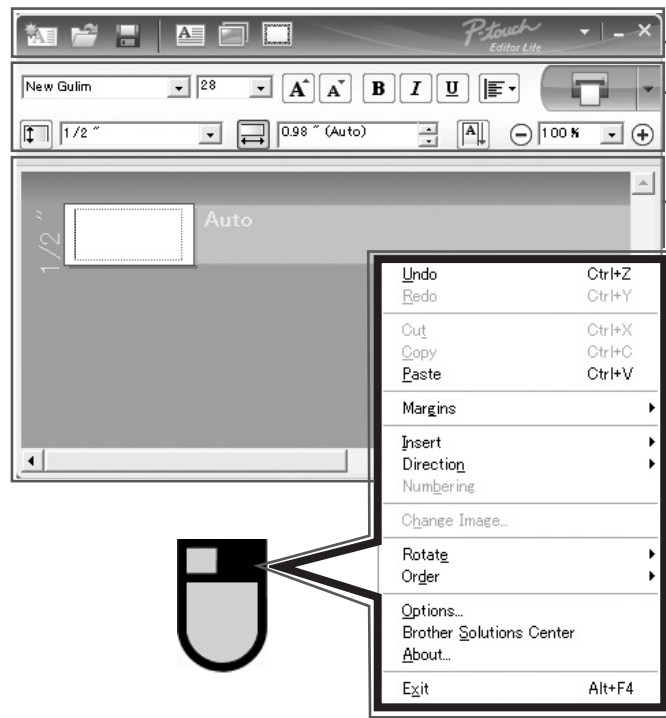 P-touch
Editor Lite
New Gulim 28 A A B I U
1/2 " 0.98 " (Auto) A 100 %
1/2 "
Auto
Undo Ctrl+Z
Redo Ctrl+Y
Cut Ctrl+X
Copy Ctrl+C
Paste Ctrl+V
Margins
Insert
Direction
Numbering
Change Image...
Rotate
Order
Options...
Brother Solutions Center
About...
Exit Alt+F4